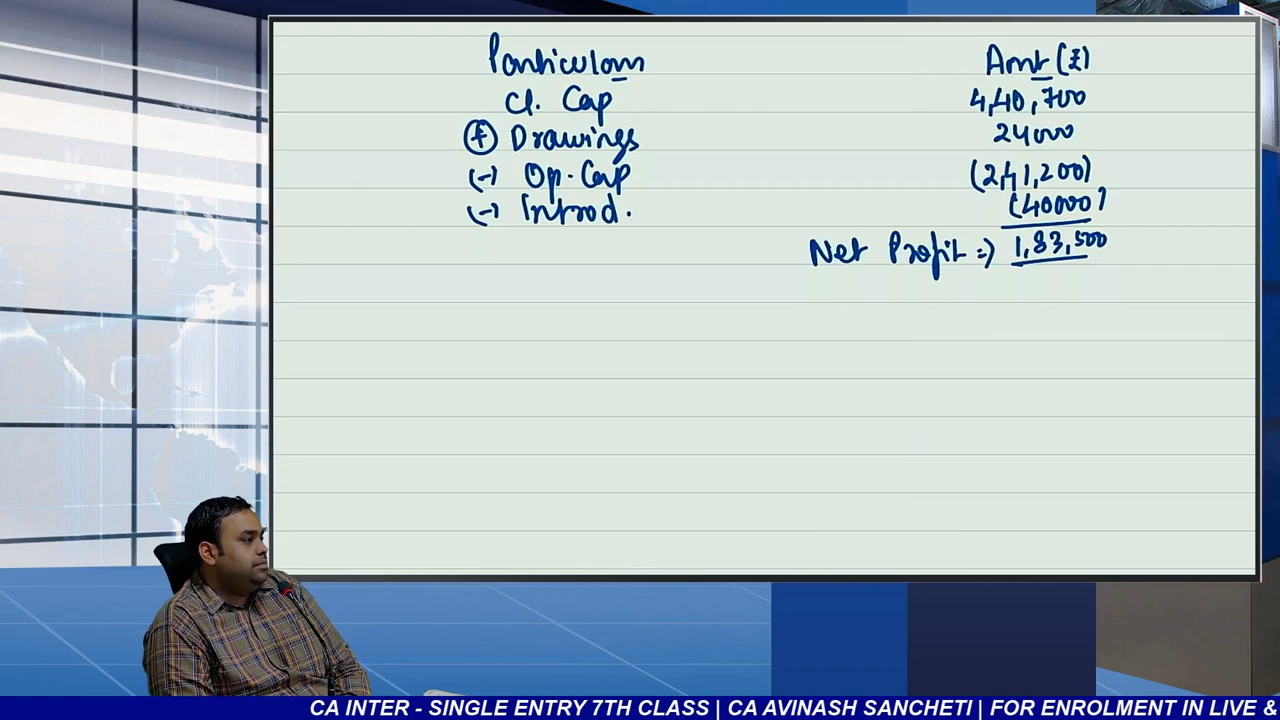 Particulars Amt (₹)
Cl. Cap 4,40,700
(+) Drawings 24000
(-) Op. Cap (2,41,200)
(-) Introd. (40000)
Net Profit => 1,83,500
CA INTER - SINGLE ENTRY 7TH CLASS | CA AVINASH SANCHETI | FOR ENROLMENT IN LIVE &